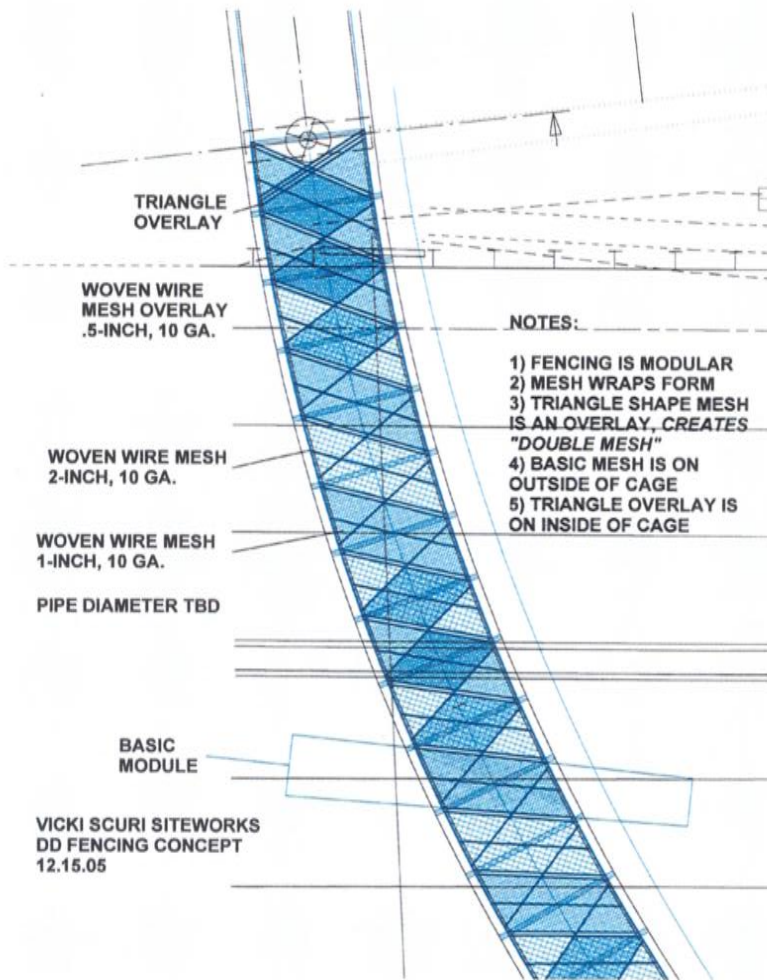 TRIANGLE
OVERLAY
WOVEN WIRE
MESH OVERLAY
.5-INCH, 10 GA.
NOTES:
1) FENCING IS MODULAR
2) MESH WRAPS FORM
3) TRIANGLE SHAPE MESH
IS AN OVERLAY, CREATES
"DOUBLE MESH"
4) BASIC MESH IS ON
OUTSIDE OF CAGE
5) TRIANGLE OVERLAY IS
ON INSIDE OF CAGE
WOVEN WIRE MESH
2-INCH, 10 GA.
WOVEN WIRE MESH
1-INCH, 10 GA.
PIPE DIAMETER TBD
BASIC
MODULE
VICKI SCURI SITEWORKS
DD FENCING CONCEPT
12.15.05